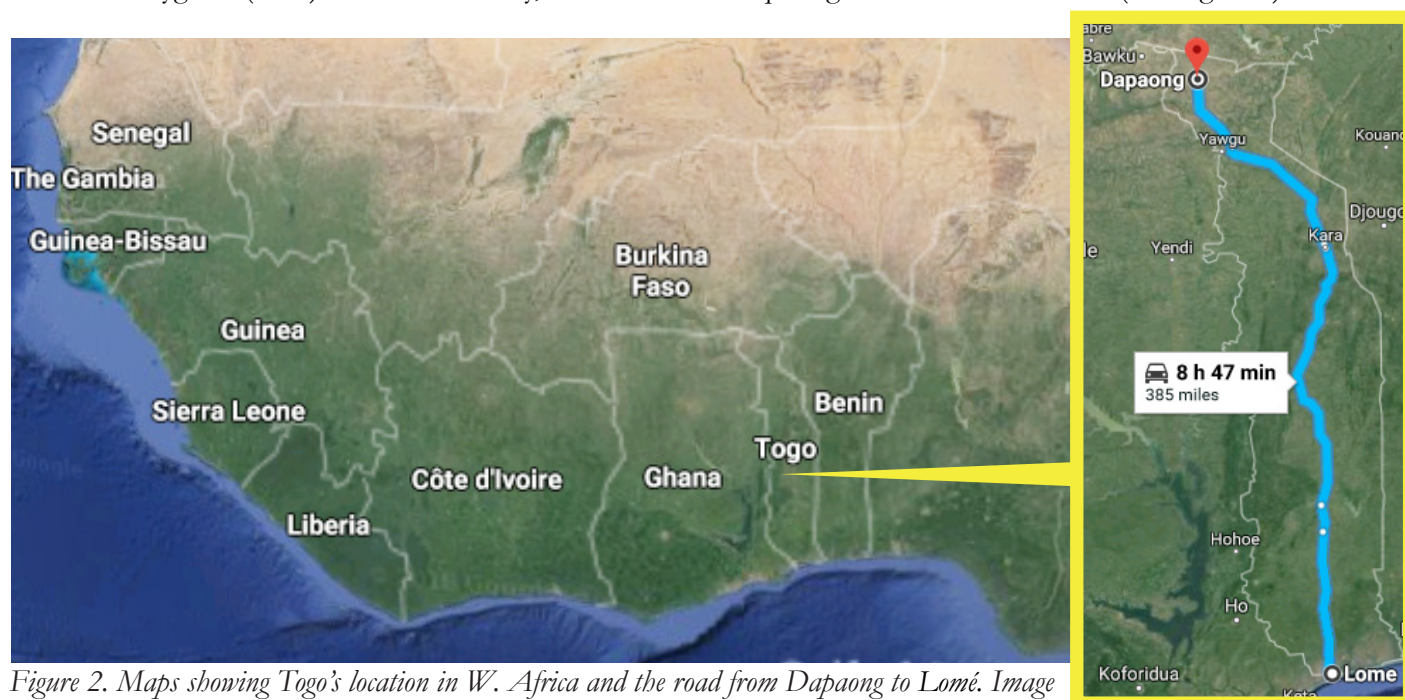 Senegal
The Gambia
Guinea-Bissau
Guinea
Sierra Leone
Liberia
Burkina
Faso
Côte d'Ivoire
Ghana
Togo
Benin
Bawku
Dapaong
Yawgu
Kara
Yendi
8 h 47 min
385 miles
Hohoe
Ho
Koforidua
Lome
Figure 2. Maps showing Togo's location in W. Africa and the road from Dapaong to Lomé. Image